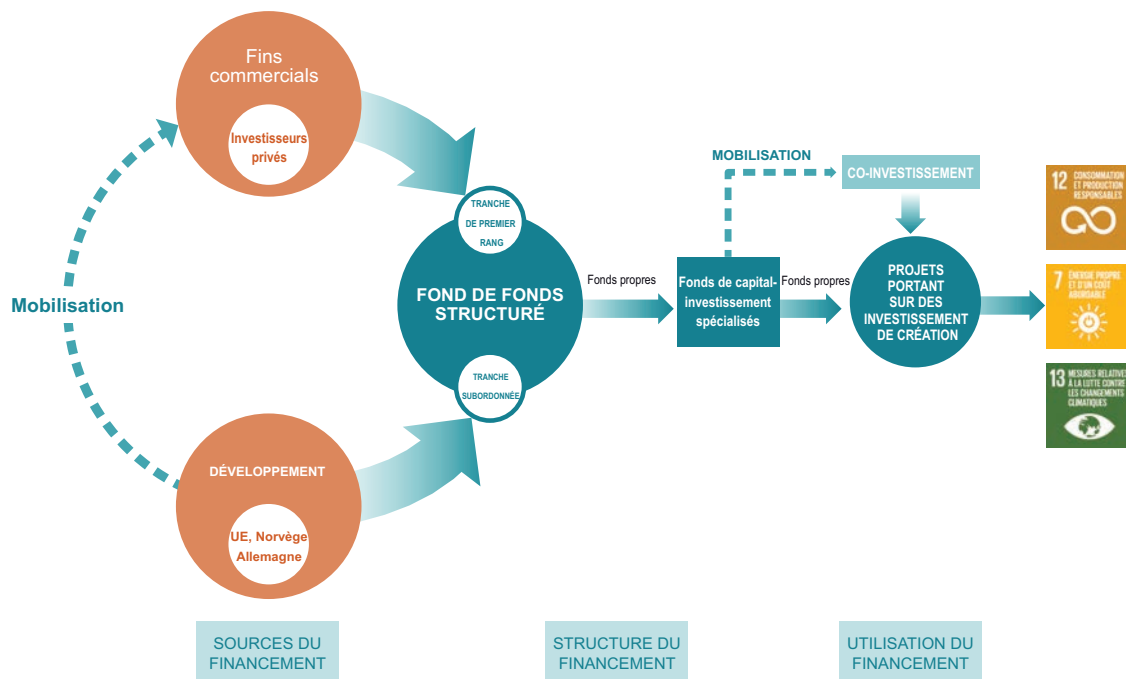 Fins
commercials
Investisseurs
privés
Mobilisation
DÉVELOPPEMENT
UE, Norvège
Allemagne
TRANCHE
DE PREMIER
RANG
FOND DE FONDS
STRUCTURÉ
TRANCHE
SUBORDONNÉE
Fonds propres
Fonds de capital-
investissement
spécialisés
MOBILISATION
Fonds propres
CO-INVESTISSEMENT
PROJETS
PORTANT
SUR DES
INVESTISSEMENT
DE CRÉATION
12 CONSOMMATION
ET PRODUCTION
RESPONSABLES
7 ÉNERGIE PROPRE
ET D'UN COÛT
ABORDABLE
13 MESURES RELATIVES
À LA LUTTE CONTRE
LES CHANGEMENTS
CLIMATIQUES
SOURCES DU
FINANCEMENT
STRUCTURE DU
FINANCEMENT
UTILISATION DU
FINANCEMENT